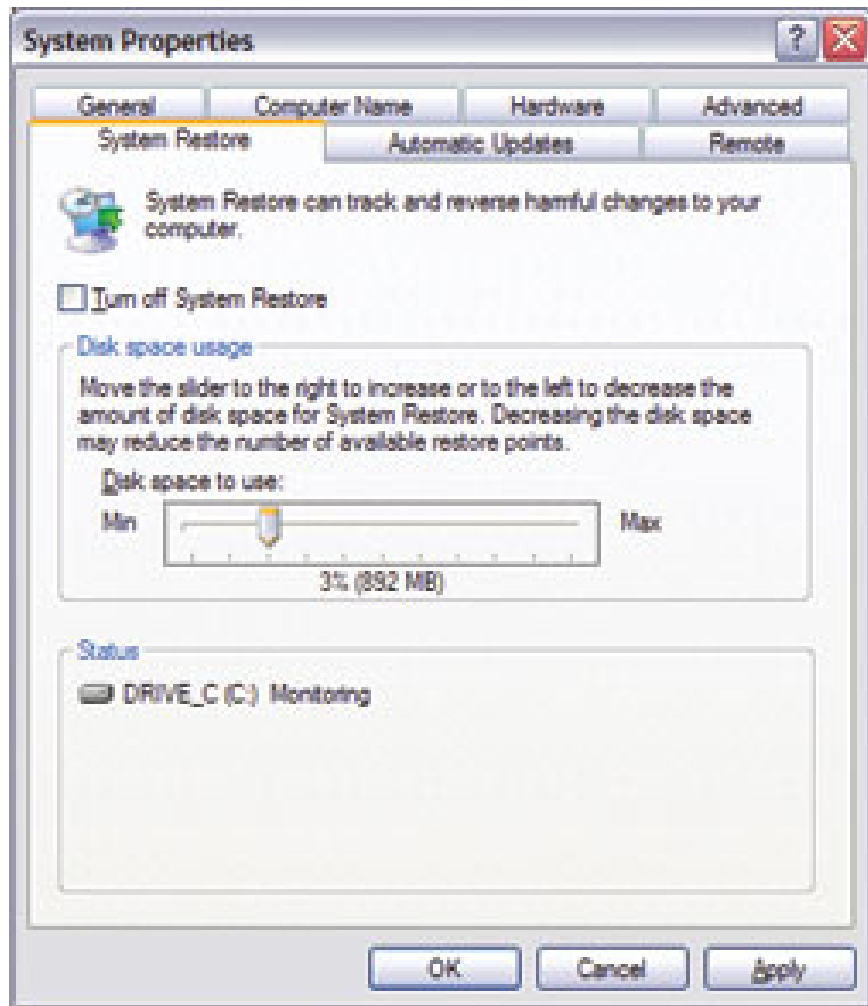 System Properties
?
General
Computer Name
Hardware
Advanced
System Restore
Automatic Updates
Remote
System Restore can track and reverse harmful changes to your
computer.
Turn off System Restore
Disk space usage
Move the slider to the right to increase or to the left to decrease the
amount of disk space for System Restore. Decreasing the disk space
may reduce the number of available restore points.
Disk space to use:
Min
Max
3% (892 MB)
Status
DRIVE_C (C:) Monitoring
OK
Cancel
Apply